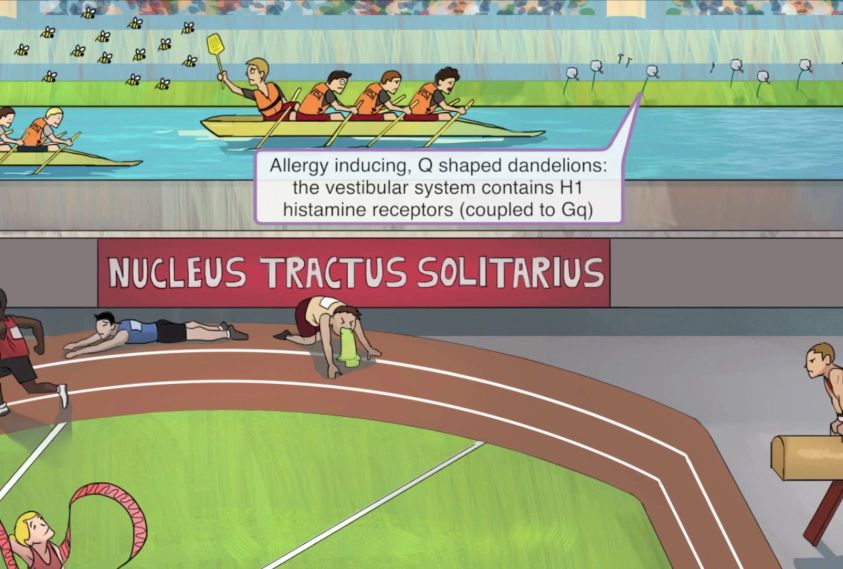 Allergy inducing, Q shaped dandelions:
the vestibular system contains H1
histamine receptors (coupled to Gq)
NUCLEUS TRACTUS SOLITARIUS